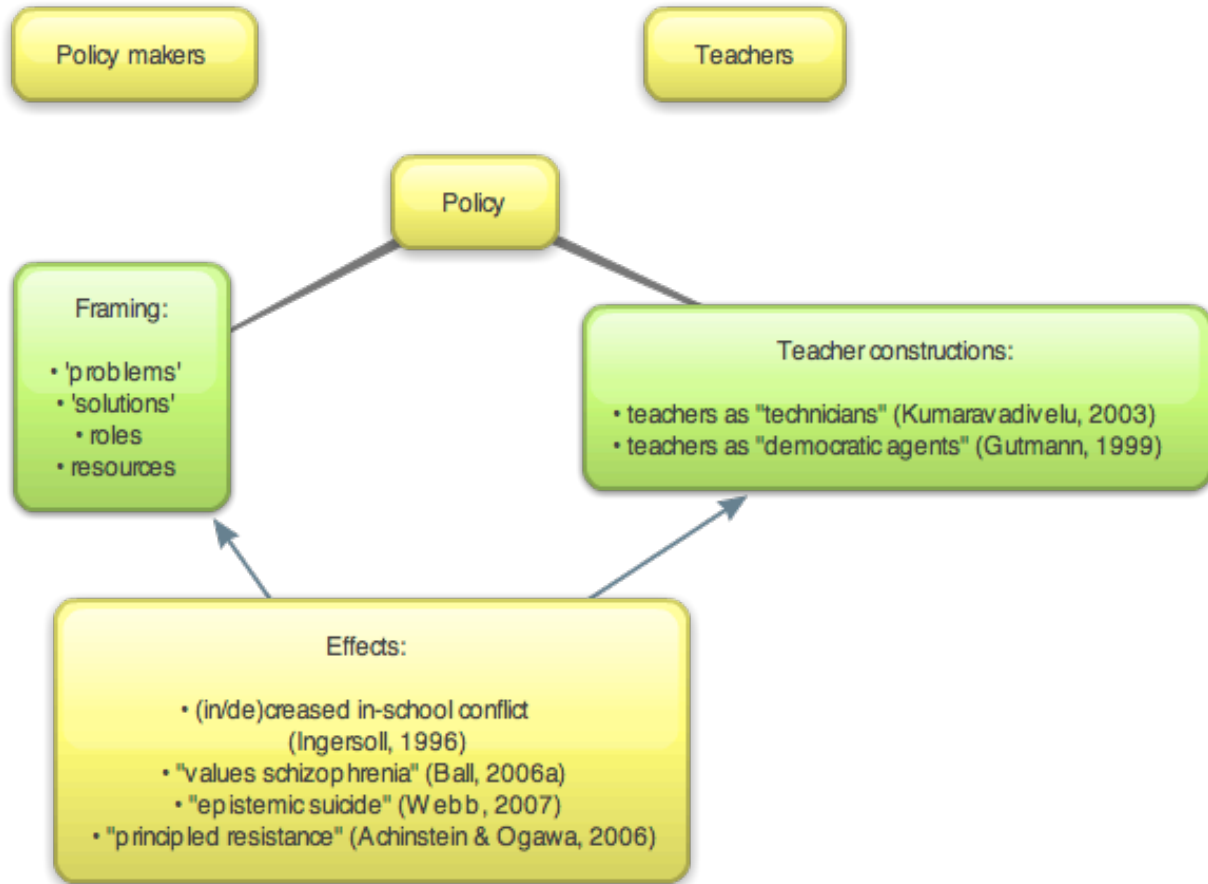 Policy makers
Teachers
Policy
Framing:
• 'problems'
• 'solutions'
• roles
• resources
Teacher constructions:
• teachers as "technicians" (Kumaravadivelu, 2003)
• teachers as "democratic agents" (Gutmann, 1999)
Effects:
• (in/de)creased in-school conflict
(Ingersoll, 1996)
• "values schizophrenia" (Ball, 2006a)
• "epistemic suicide" (Webb, 2007)
• "principled resistance" (Achinstein & Ogawa, 2006)